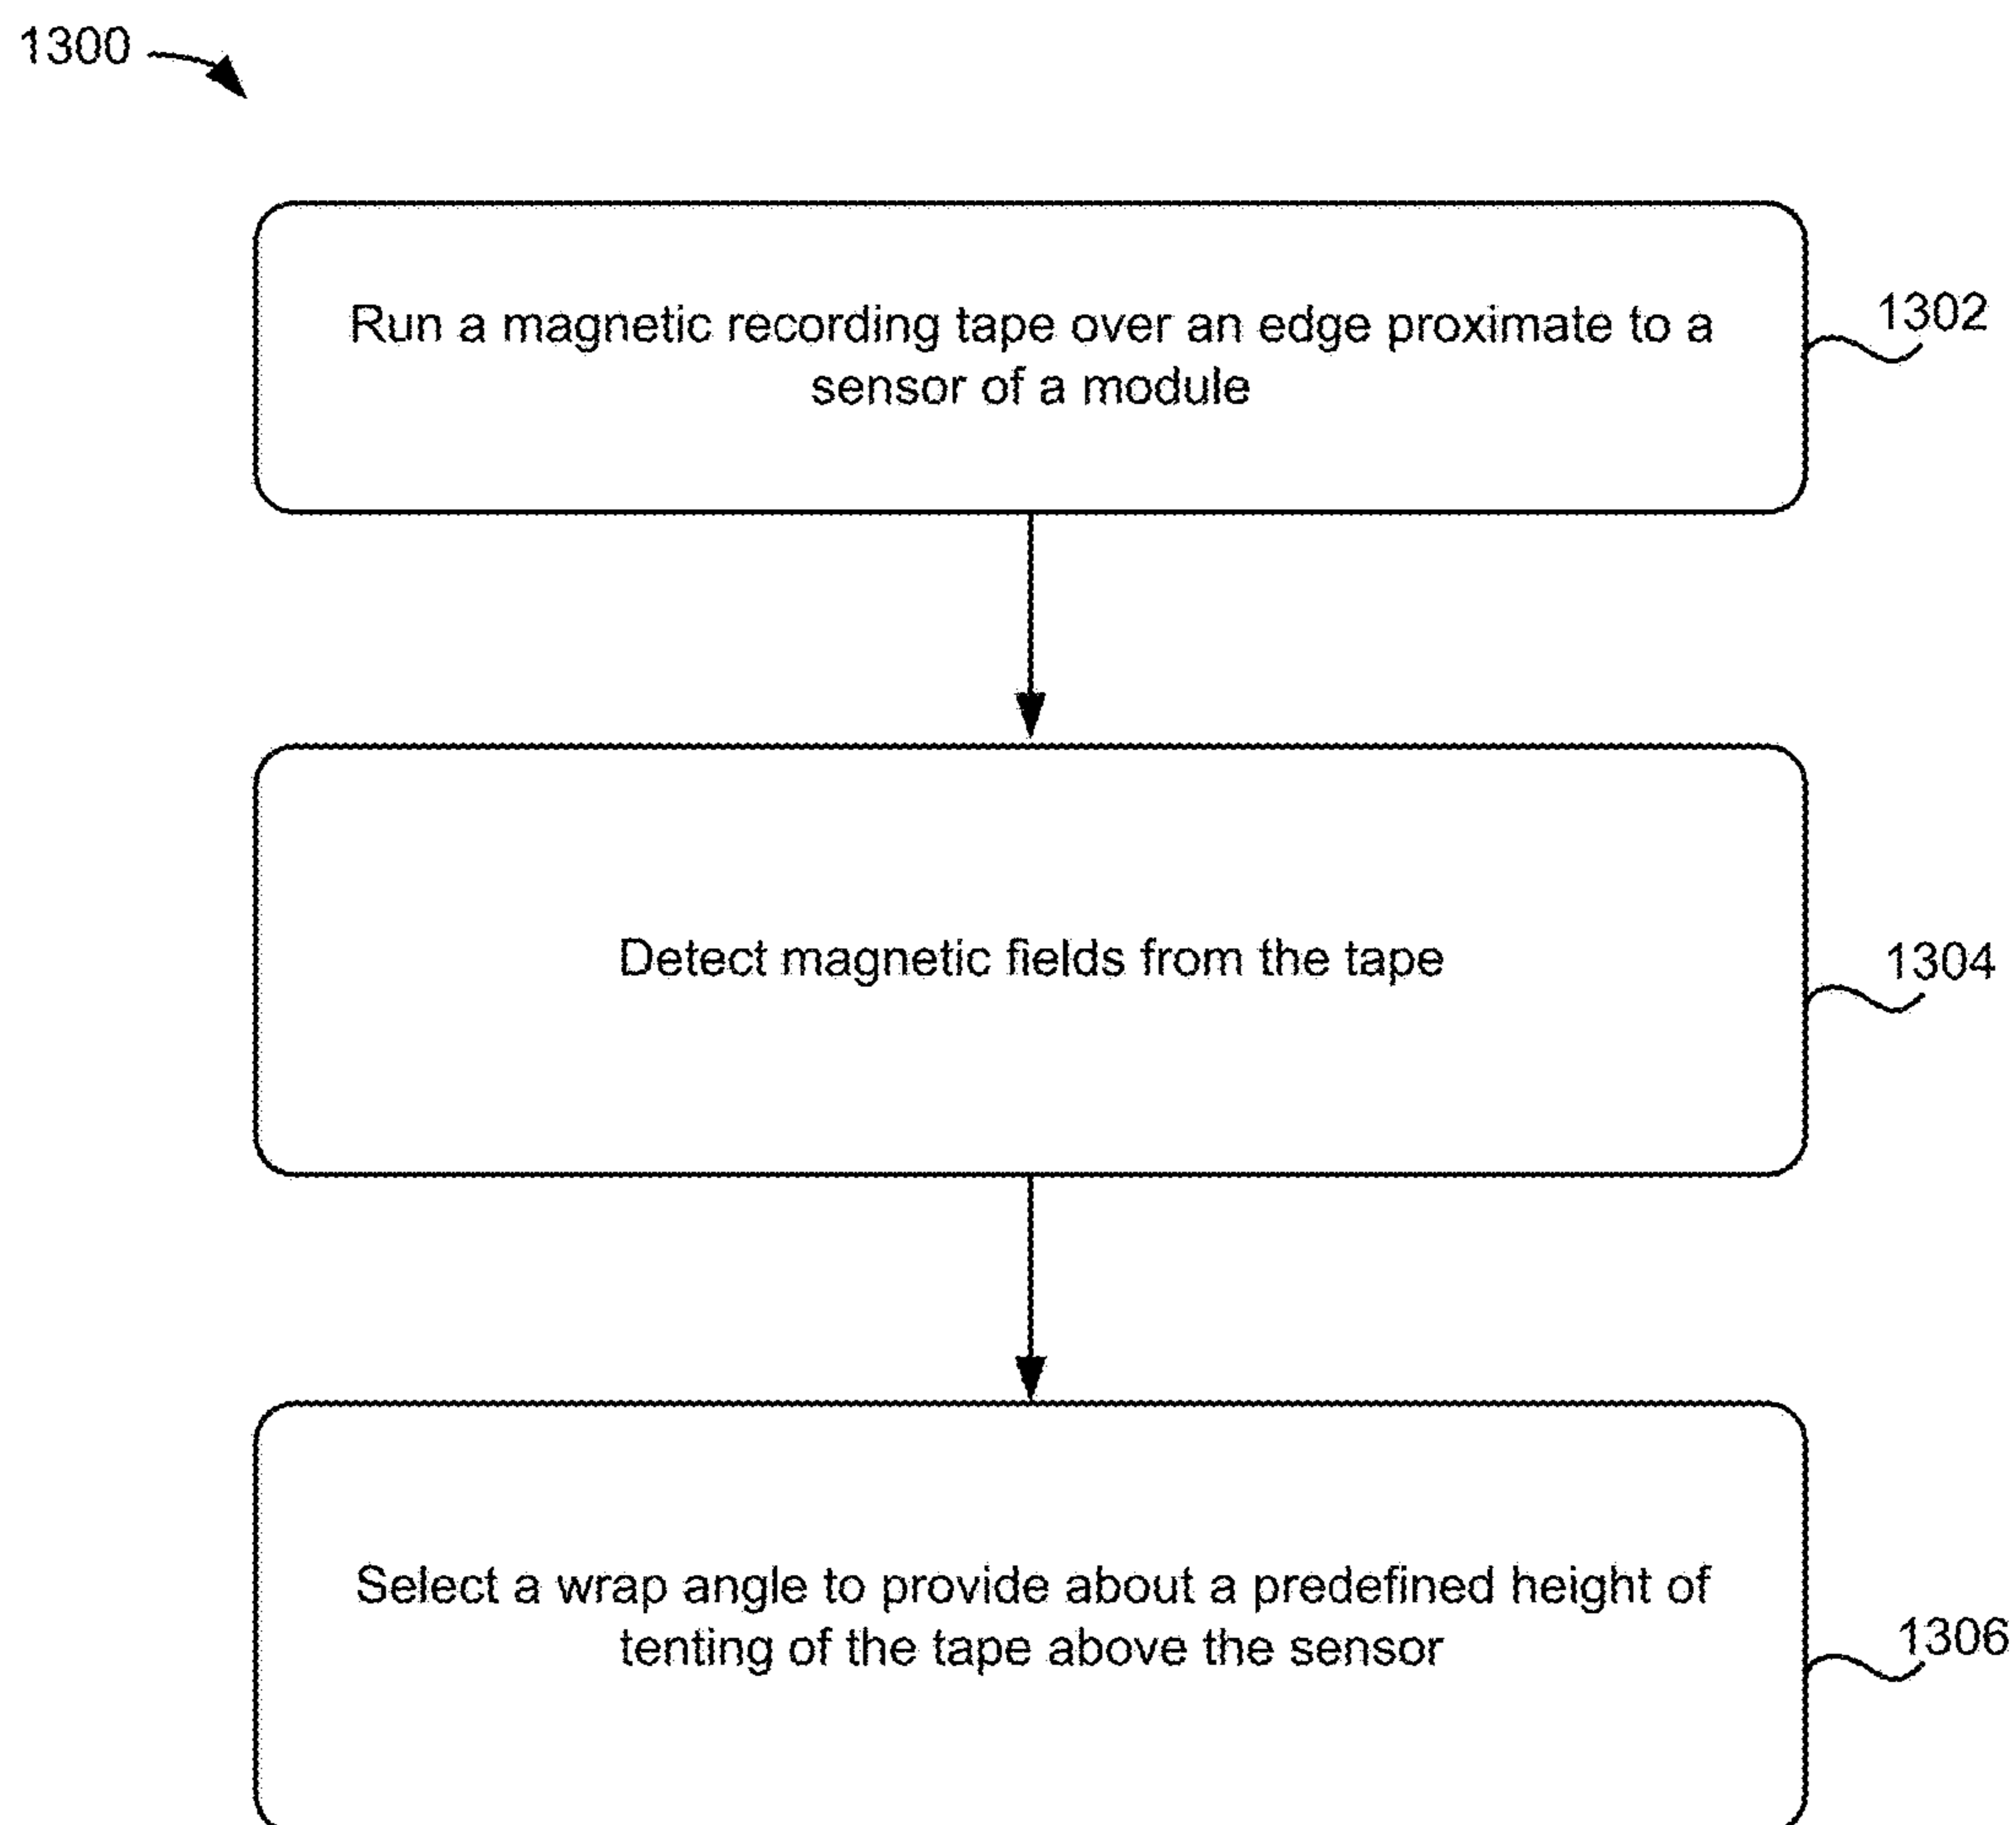 1300
Run a magnetic recording tape over an edge proximate to a
sensor of a module
1302
Detect magnetic fields from the tape
1304
Select a wrap angle to provide about a predefined height of
tenting of the tape above the sensor
1306